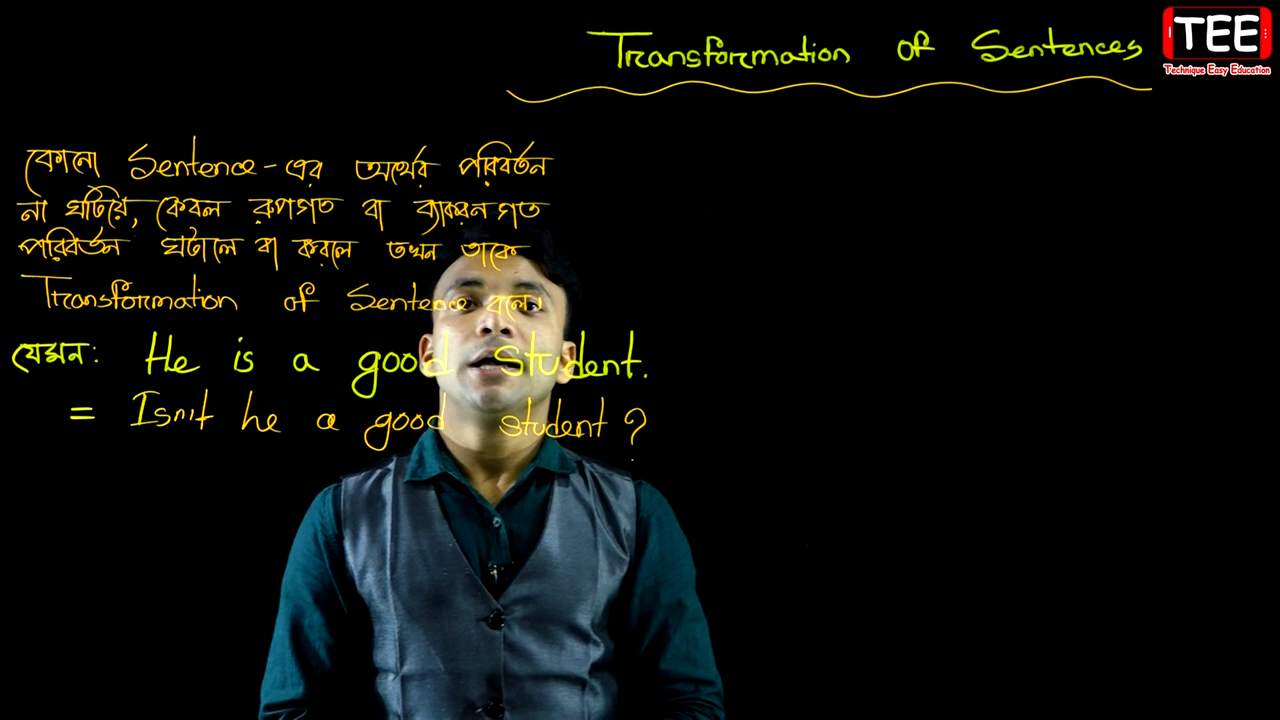 Transformation of Sentences
TEE
Technique Easy Education
কোনো Sentence-এর অর্থের পরিবর্তন
না ঘটিয়ে, কেবল রুপগত বা ব্যাকরনগত
পরিবর্তন ঘটালে বা করলে তখন তাকে
Transformation of Sentence বলে।
যেমন: He is a good student.
= Isn't he a good student?